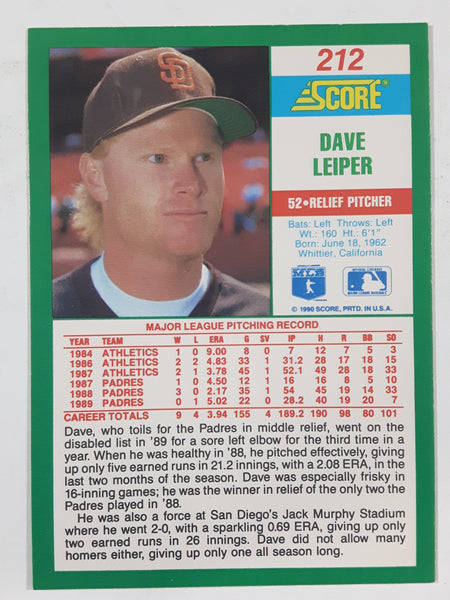 SD
212
SCORE
DAVE
LEIPER
52•RELIEF PITCHER
Bats: Left Throws: Left
Wt.: 160 Ht.: 6'1"
Born: June 18, 1962
Whittier, California
© 1990 SCORE, PRTD. IN U.S.A.
MAJOR LEAGUE PITCHING RECORD
YEAR TEAM W L ERA G SV IP H R BB SO
1984 ATHLETICS 1 0 9.00 8 0 7 12 7 5 3
1986 ATHLETICS 2 2 4.83 33 1 31.2 28 17 18 15
1987 ATHLETICS 2 1 3.78 45 1 52.1 49 28 18 33
1987 PADRES 1 0 4.50 12 1 16 16 8 5 10
1988 PADRES 3 0 2.17 35 1 54 45 19 14 33
1989 PADRES 0 1 5.02 22 0 28.2 40 19 20 7
CAREER TOTALS 9 4 3.94 155 4 189.2 190 98 80 101
Dave, who toils for the Padres in middle relief, went on
the disabled list in '89 for a sore left elbow for the third time in a
year. When he was healthy in '88, he pitched effectively, giving
up only five earned runs in 21.2 innings, with a 2.08 ERA, in
the last two months of the season. Dave was especially frisky in
16-inning games; he was the winner in relief of the only two the
Padres played in '88.
He was also a force at San Diego's Jack Murphy Stadium
where he went 2-0, with a sparkling 0.69 ERA, giving up only
two earned runs in 26 innings. Dave did not allow many
homers either, giving up only one all season long.